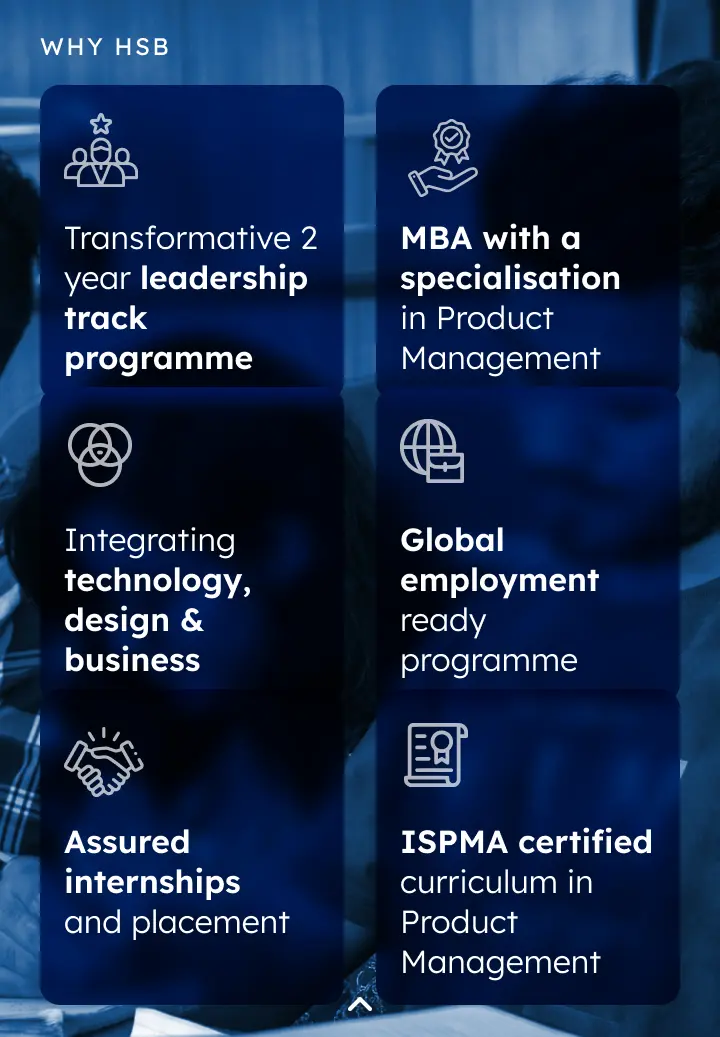 WHY HSB
Transformative 2
year leadership
track
programme
MBA with a
specialisation
in Product
Management
Integrating
technology,
design &
business
Global
employment
ready
programme
Assured
internships
and placement
ISPMA certified
curriculum in
Product
Management